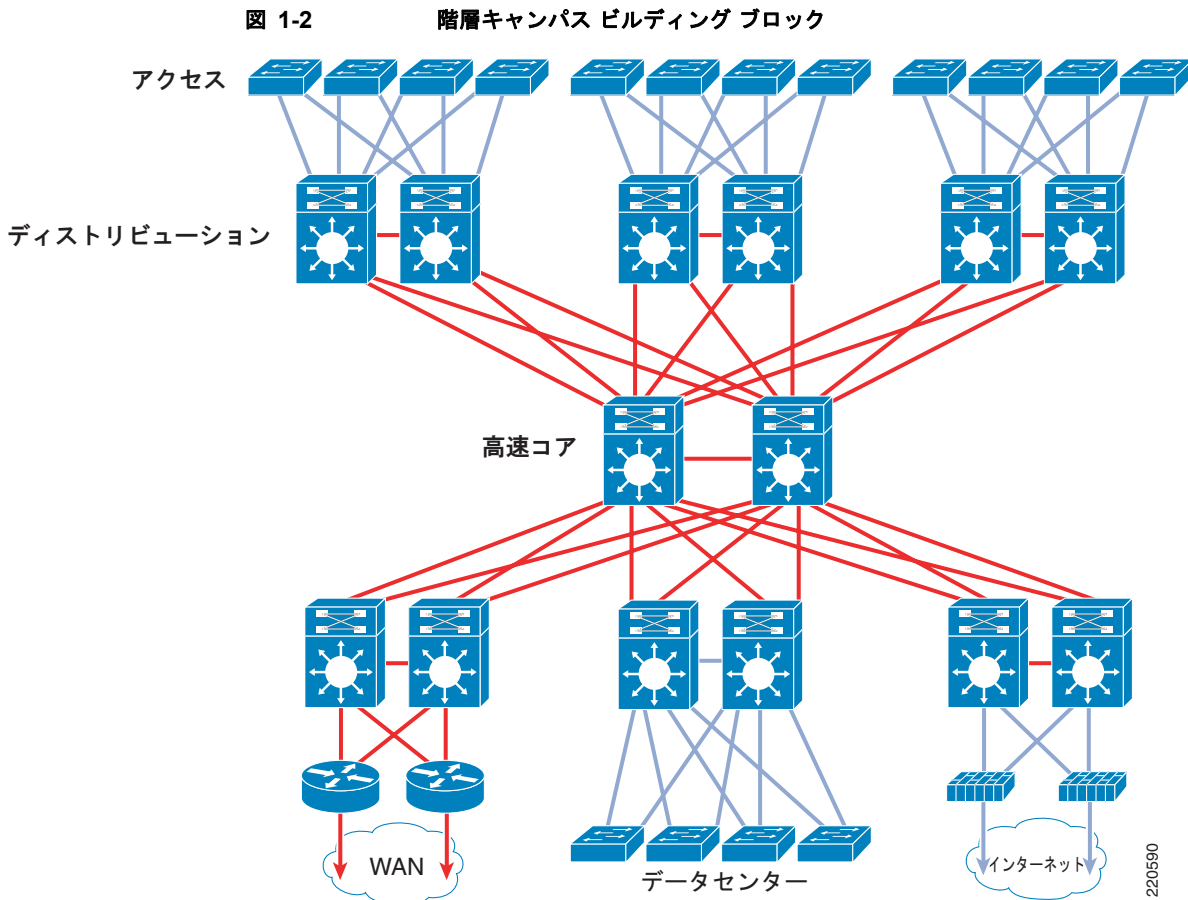 図 1-2 階層キャンパス ビルディング ブロック
アクセス
ディストリビューション
高速コア
WAN
データセンター
インターネット
220590